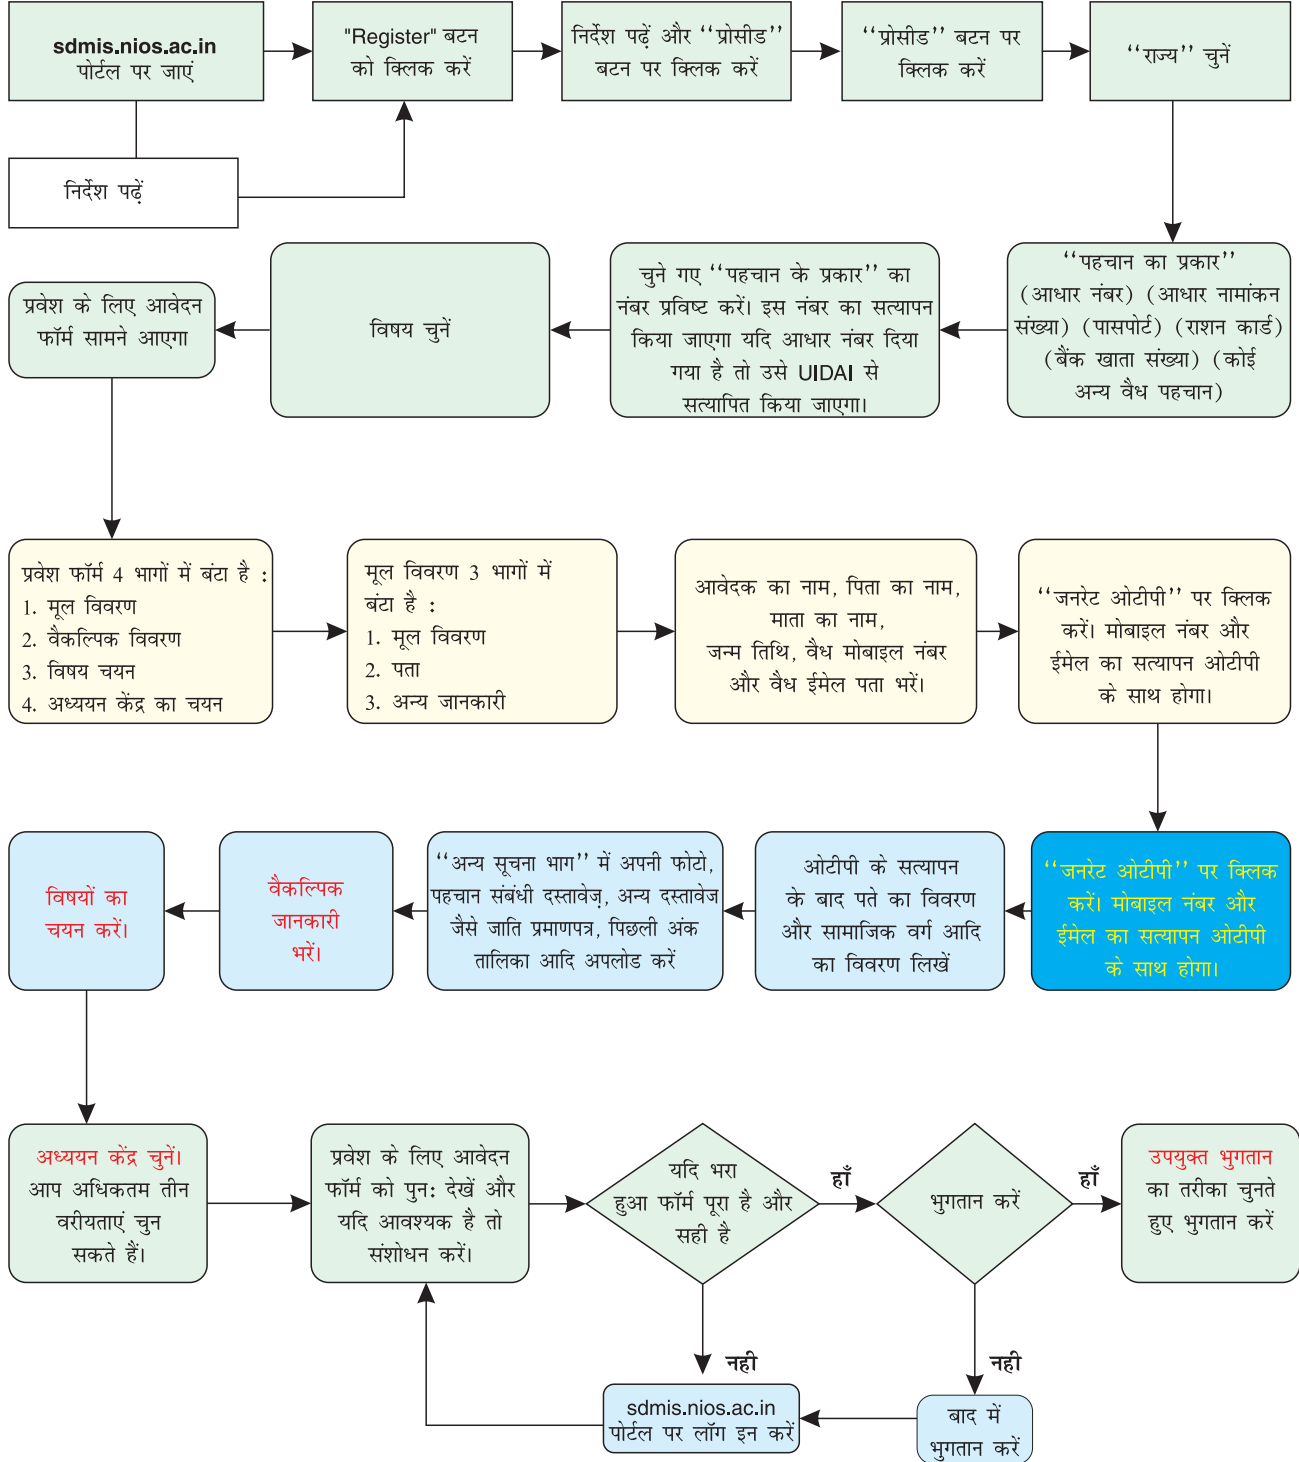 sdmis.nios.ac.in
पोर्टल पर जाएं
"Register" बटन
को क्लिक करें
निर्देश पढ़ें और ‘‘प्रोसीड’’
बटन पर क्लिक करें
‘‘प्रोसीड’’ बटन पर
क्लिक करें
‘‘राज्य’’ चुनें
निर्देश पढ़ें
‘‘पहचान का प्रकार’’
(आधार नंबर) (आधार नामांकन
संख्या) (पासपोर्ट) (राशन कार्ड)
(बैंक खाता संख्या) (कोई
अन्य वैध पहचान)
चुने गए ‘‘पहचान के प्रकार’’ का
नंबर प्रविष्ट करें। इस नंबर का सत्यापन
किया जाएगा यदि आधार नंबर दिया
गया है तो उसे UIDAI से
सत्यापित किया जाएगा।
विषय चुनें
प्रवेश के लिए आवेदन
फॉर्म सामने आएगा
प्रवेश फॉर्म 4 भागों में बंटा है :
1. मूल विवरण
2. वैकल्पिक विवरण
3. विषय चयन
4. अध्ययन केंद्र का चयन
मूल विवरण 3 भागों में
बंटा है :
1. मूल विवरण
2. पता
3. अन्य जानकारी
आवेदक का नाम, पिता का नाम,
माता का नाम,
जन्म तिथि, वैध मोबाइल नंबर
और वैध ईमेल पता भरें।
‘‘जनरेट ओटीपी’’ पर क्लिक
करें। मोबाइल नंबर और
ईमेल का सत्यापन ओटीपी
के साथ होगा।
‘‘जनरेट ओटीपी’’ पर क्लिक
करें। मोबाइल नंबर और
ईमेल का सत्यापन ओटीपी
के साथ होगा।
ओटीपी के सत्यापन
के बाद पते का विवरण
और सामाजिक वर्ग आदि
का विवरण लिखें
‘‘अन्य सूचना भाग’’ में अपनी फोटो,
पहचान संबंधी दस्तावेज़, अन्य दस्तावेज
जैसे जाति प्रमाणपत्र, पिछली अंक
तालिका आदि अपलोड करें
वैकल्पिक
जानकारी
भरें।
विषयों का
चयन करें।
अध्ययन केंद्र चुनें।
आप अधिकतम तीन
वरीयताएं चुन
सकते हैं।
प्रवेश के लिए आवेदन
फॉर्म को पुन: देखें और
यदि आवश्यक है तो
संशोधन करें।
यदि भरा
हुआ फॉर्म पूरा है और
सही है
हाँ
भुगतान करें
हाँ
उपयुक्त भुगतान
का तरीका चुनते
हुए भुगतान करें
नहीं
नहीं
sdmis.nios.ac.in
पोर्टल पर लॉग इन करें
बाद में
भुगतान करें